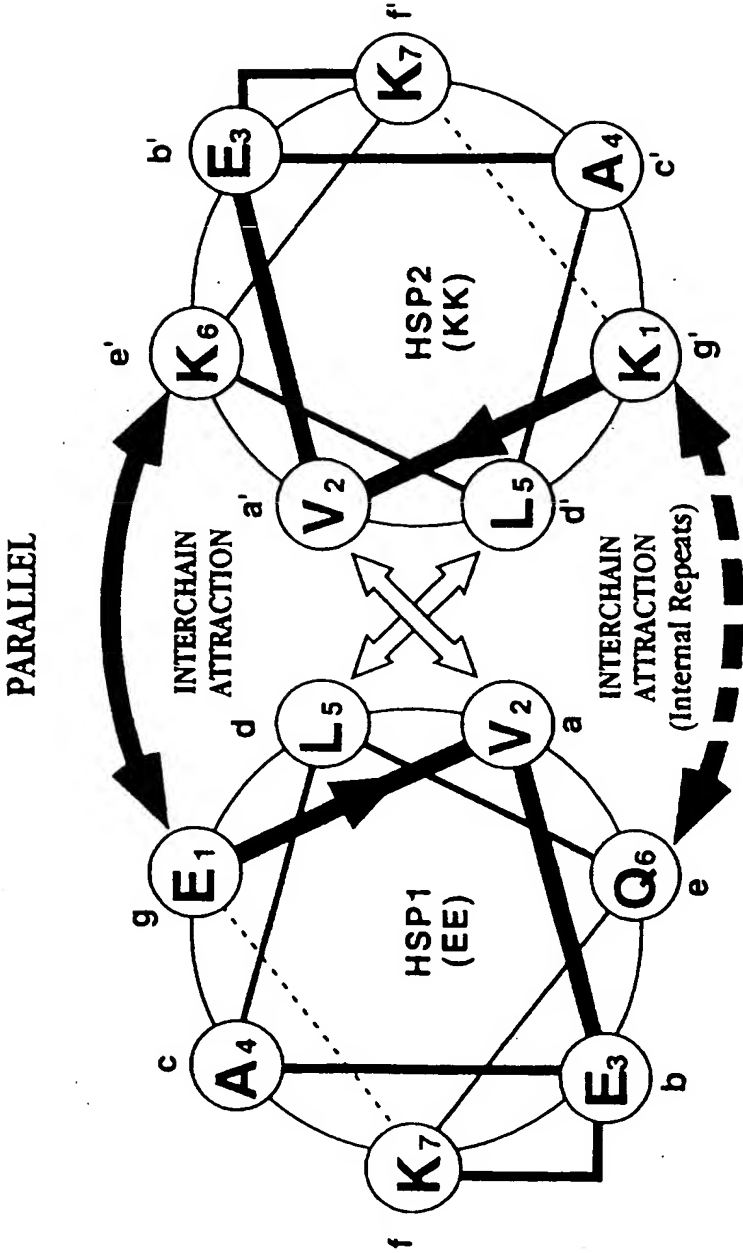 PARALLEL
g
E1
c
A4
d
L5
f
K7
HSP1
(EE)
a
V2
b
E3
e
Q6
INTERCHAIN
ATTRACTION
INTERCHAIN
ATTRACTION
(Internal Repeats)
e'
K6
b'
E3
a'
V2
f'
K7
HSP2
(KK)
d'
L5
c'
A4
g'
K1